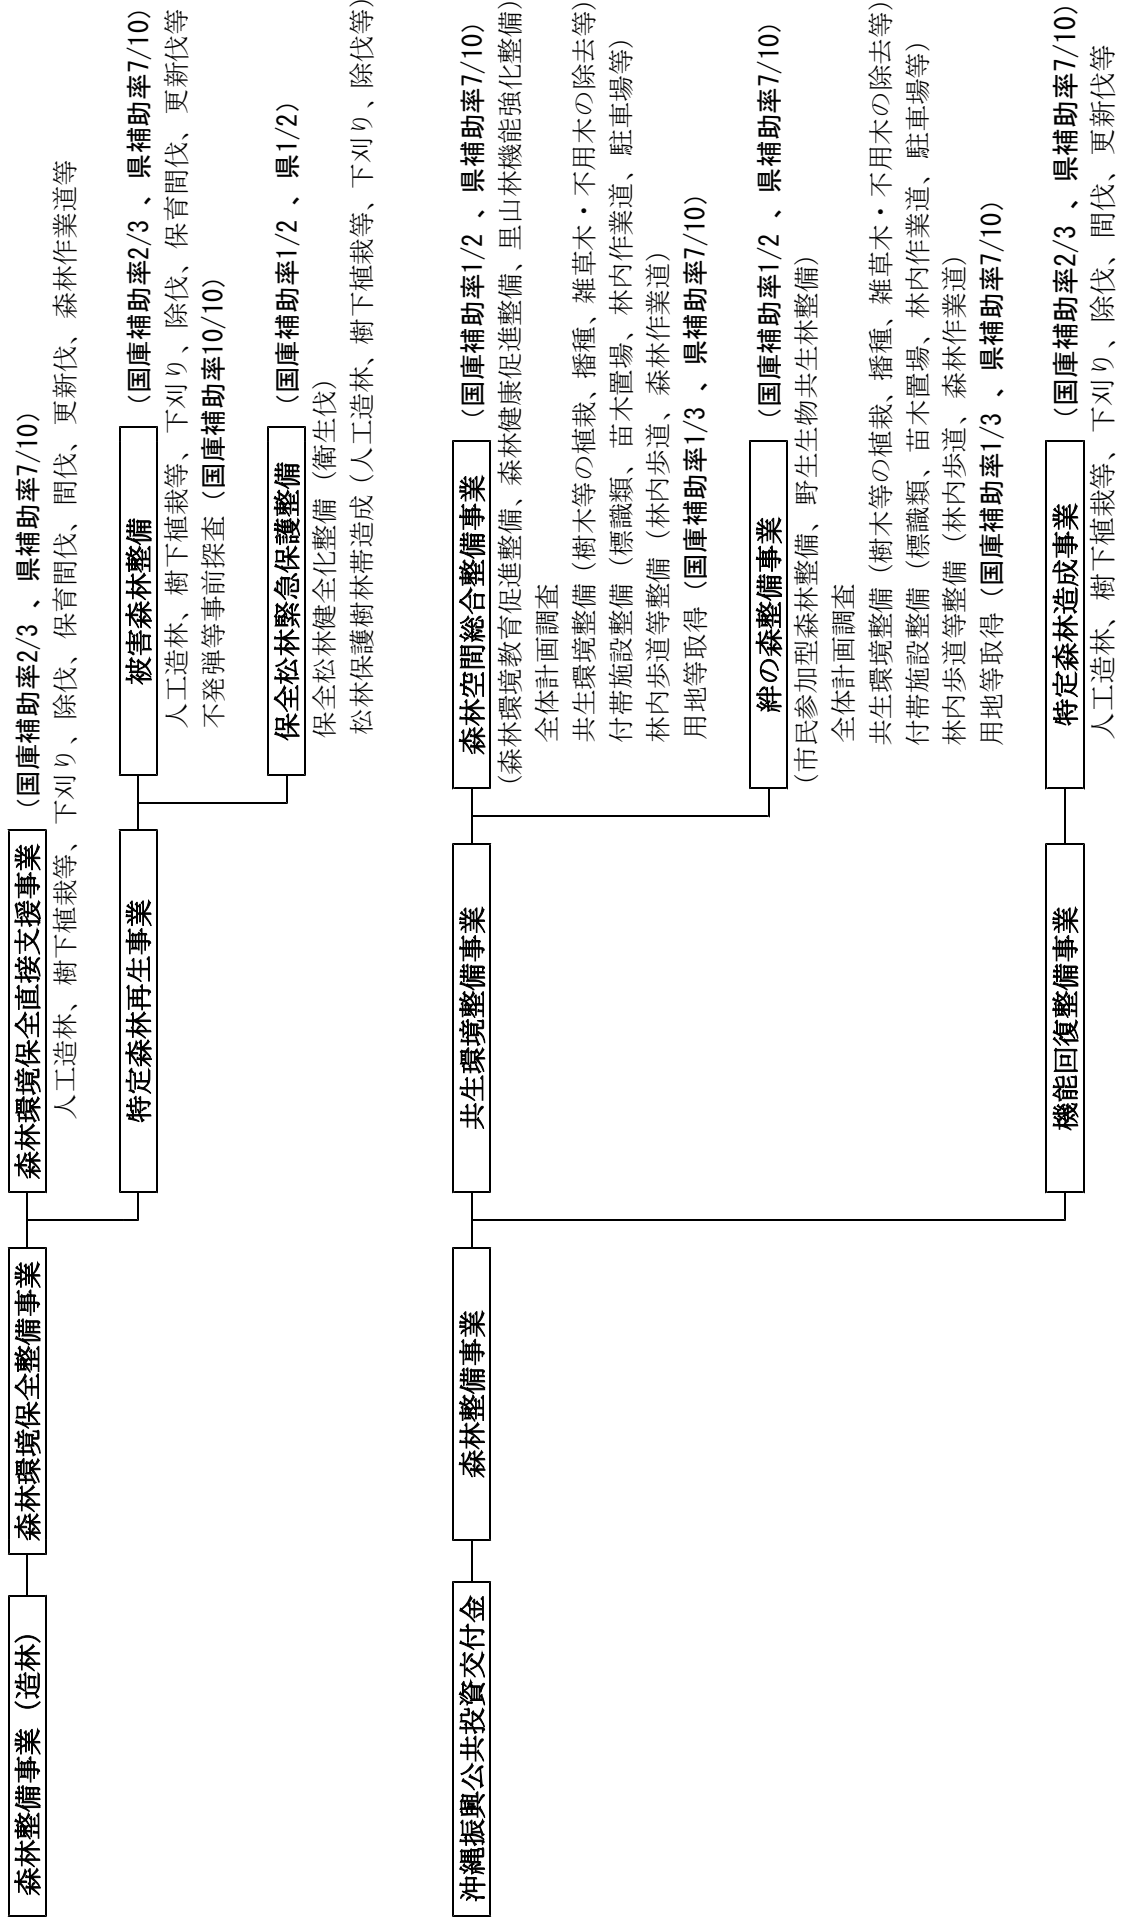 森林整備事業（造林）
森林環境保全整備事業
森林環境保全直接支援事業
（国庫補助率2/3 、県補助率7/10）
人工造林、樹下植栽等、下刈り、除伐、保育間伐、間伐、更新伐、森林作業道等
特定森林再生事業
被害森林整備
（国庫補助率2/3 、県補助率7/10）
人工造林、樹下植栽等、下刈り、除伐、保育間伐、更新伐等
不発弾等事前探査（国庫補助率10/10）
保全松林緊急保護整備
（国庫補助率1/2 、県1/2）
保全松林健全化整備（衛生伐）
松林保護樹林帯造成（人工造林、樹下植栽等、下刈り、除伐等）
沖縄振興公共投資交付金
森林整備事業
共生環境整備事業
森林空間総合整備事業
（国庫補助率1/2 、県補助率7/10）
（森林環境教育促進整備、森林健康促進整備、里山林機能強化整備）
全体計画調査
共生環境整備（樹木等の植栽、播種、雑草木・不用木の除去等）
付帯施設整備（標識類、苗木置場、林内作業道、駐車場等）
林内歩道等整備（林内歩道、森林作業道）
用地等取得（国庫補助率1/3 、県補助率7/10）
絆の森整備事業
（国庫補助率1/2 、県補助率7/10）
（市民参加型森林整備、野生生物共生林整備）
全体計画調査
共生環境整備（樹木等の植栽、播種、雑草木・不用木の除去等）
付帯施設整備（標識類、苗木置場、林内作業道、駐車場等）
林内歩道等整備（林内歩道、森林作業道）
用地等取得（国庫補助率1/3 、県補助率7/10）
機能回復整備事業
特定森林造成事業
（国庫補助率2/3 、県補助率7/10）
人工造林、樹下植栽等、下刈り、除伐、間伐、更新伐等